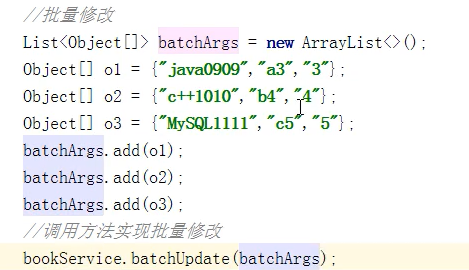 //批量修改
List<Object[]> batchArgs = new ArrayList<>();
Object[] o1 = {"java0909","a3","3"};
Object[] o2 = {"c++1010","b4","4"};
Object[] o3 = {"MySQL1111","c5","5"};
batchArgs.add(o1);
batchArgs.add(o2);
batchArgs.add(o3);
//调用方法实现批量修改
bookService.batchUpdate(batchArgs);